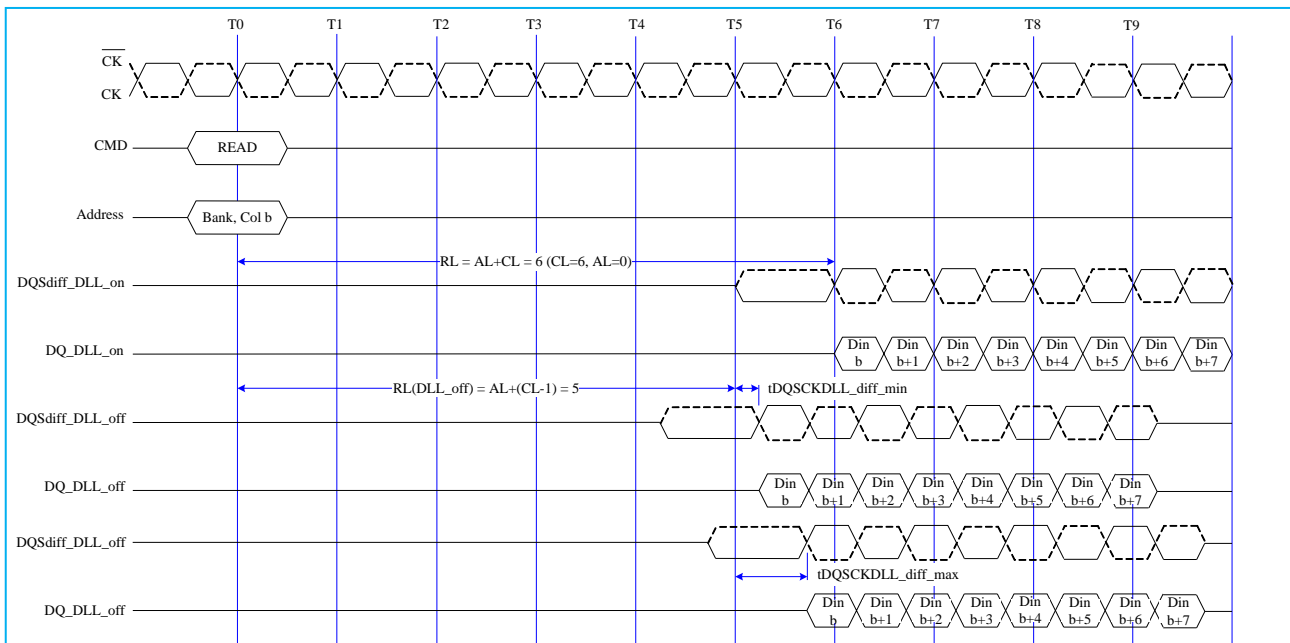 T0 T1 T2 T3 T4 T5 T6 T7 T8 T9
CK
CK
CMD READ
Address Bank, Col b
RL = AL+CL = 6 (CL=6, AL=0)
DQSdiff_DLL_on
DQ_DLL_on Din b Din b+1 Din b+2 Din b+3 Din b+4 Din b+5 Din b+6 Din b+7
RL(DLL_off) = AL+(CL-1) = 5 tDQSCKDLL_diff_min
DQSdiff_DLL_off
DQ_DLL_off Din b Din b+1 Din b+2 Din b+3 Din b+4 Din b+5 Din b+6 Din b+7
DQSdiff_DLL_off
tDQSCKDLL_diff_max
DQ_DLL_off Din b Din b+1 Din b+2 Din b+3 Din b+4 Din b+5 Din b+6 Din b+7